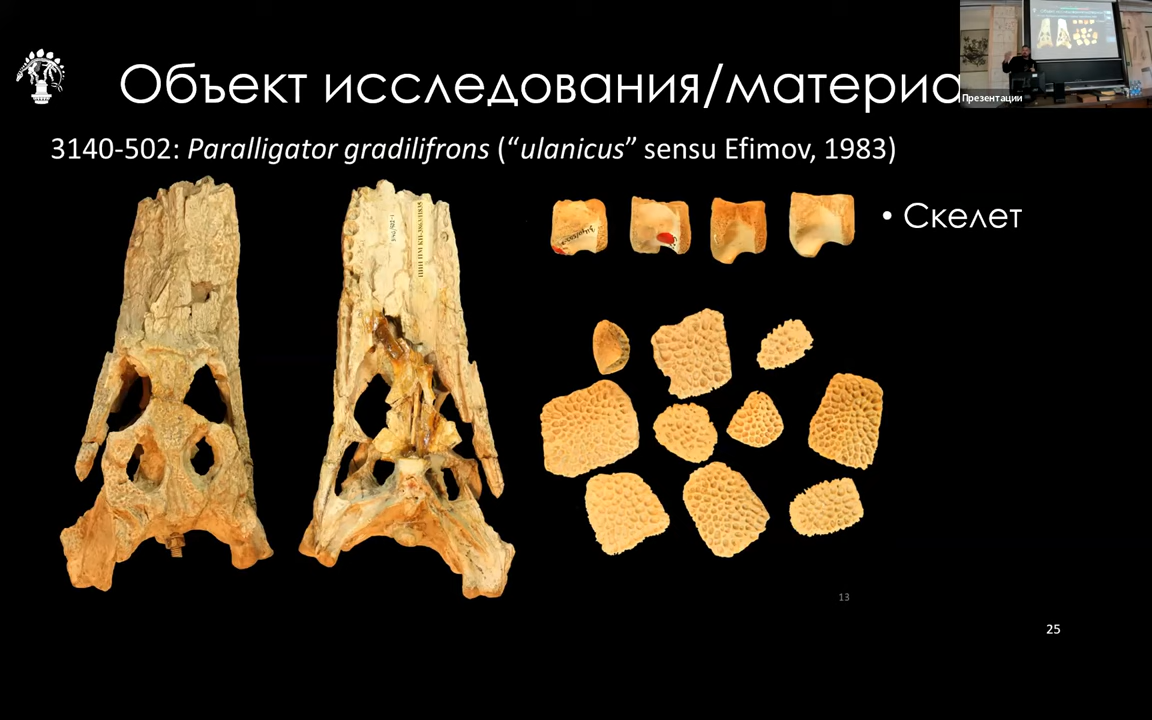 Объект исследования/материа
Презентации
3140-502: Paralligator gradilifrons (“ulanicus” sensu Efimov, 1983)
• Скелет
13
25